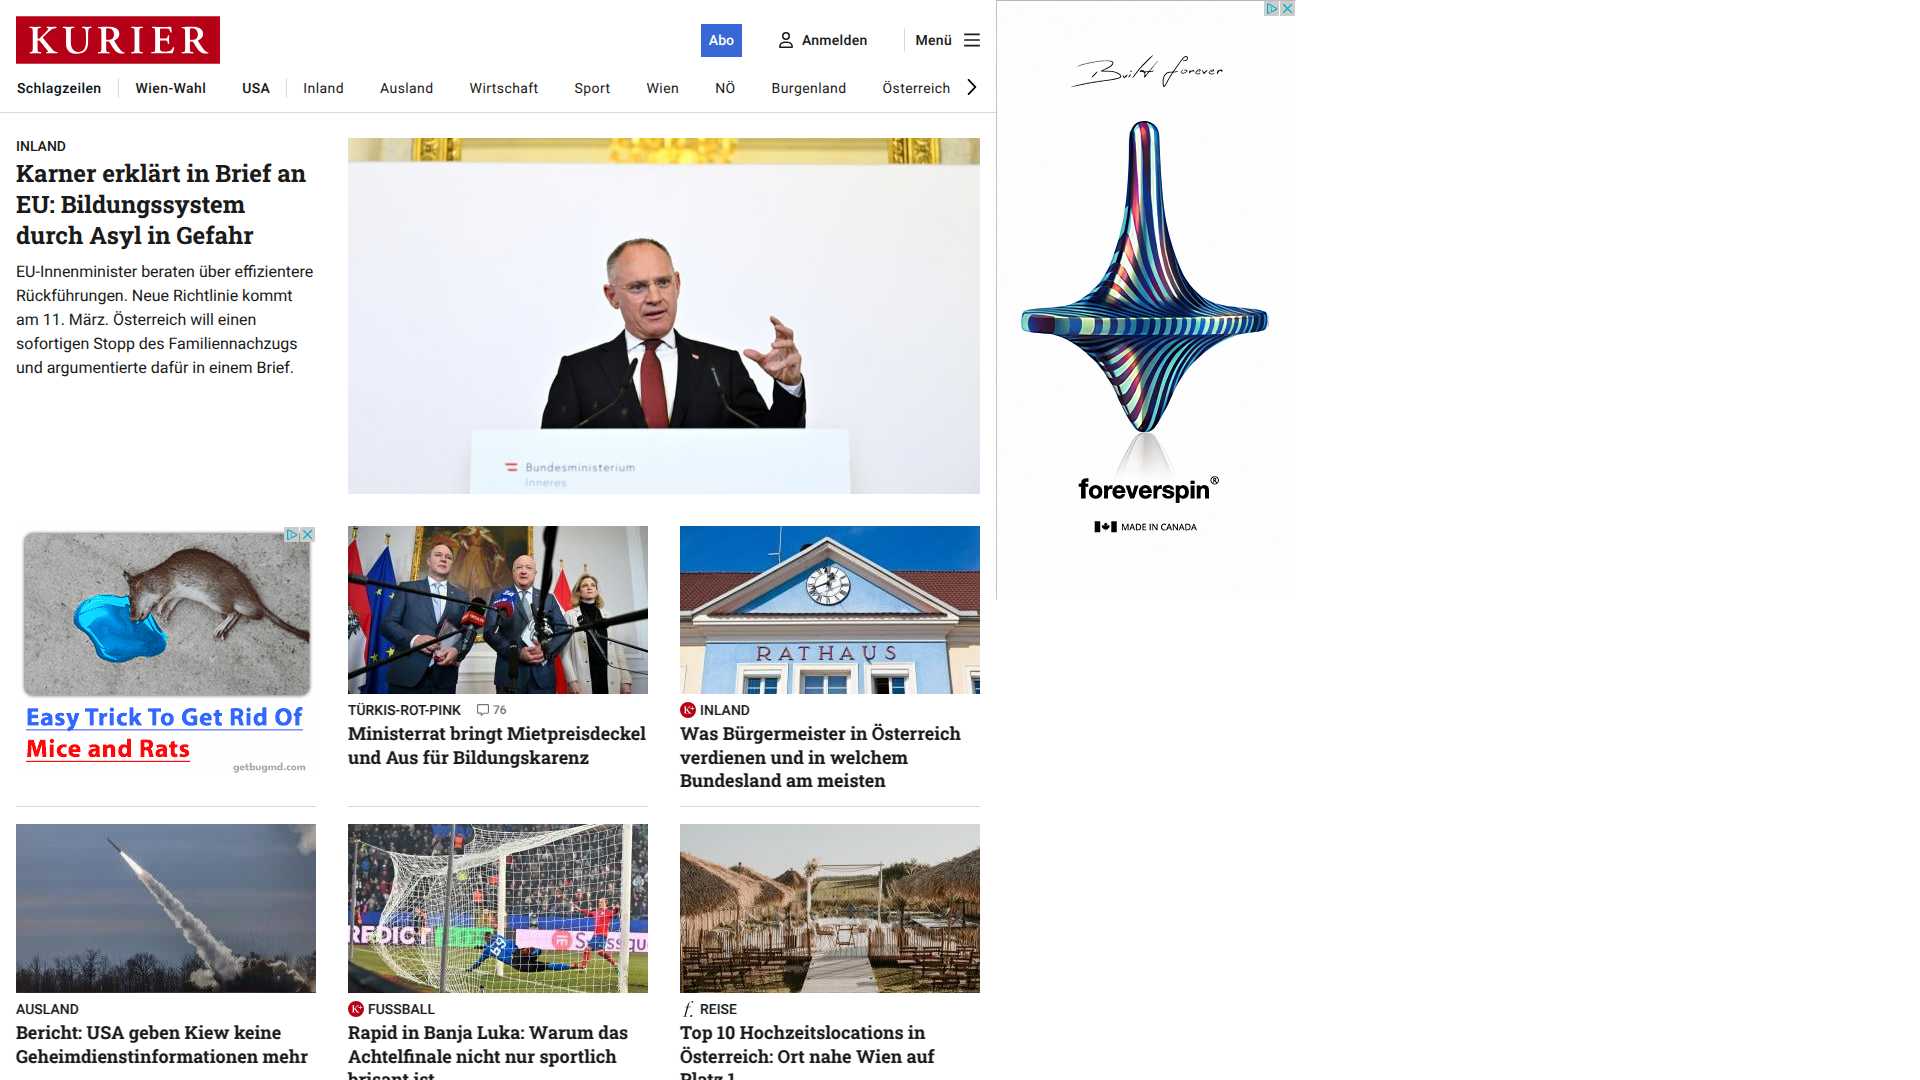 KURIER
Abo
Anmelden
Menü
Schlagzeilen
Wien-Wahl
USA
Inland
Ausland
Wirtschaft
Sport
Wien
NÖ
Burgenland
Österreich
INLAND
Karner erklärt in Brief an
EU: Bildungssystem
durch Asyl in Gefahr
EU-Innenminister beraten über effizientere
Rückführungen. Neue Richtlinie kommt
am 11. März. Österreich will einen
sofortigen Stopp des Familiennachzugs
und argumentierte dafür in einem Brief.
Bundesministerium
Inneres
Built forever
foreverspin®
MADE IN CANADA
Easy Trick To Get Rid Of
Mice and Rats
getbugmd.com
TÜRKIS-ROT-PINK 76
Ministerrat bringt Mietpreisdeckel
und Aus für Bildungskarenz
RATHAUS
K+ INLAND
Was Bürgermeister in Österreich
verdienen und in welchem
Bundesland am meisten
AUSLAND
Bericht: USA geben Kiew keine
Geheimdienstinformationen mehr
K+ FUSSBALL
Rapid in Banja Luka: Warum das
Achtelfinale nicht nur sportlich
brisant ist
f. REISE
Top 10 Hochzeitslocations in
Österreich: Ort nahe Wien auf
Platz 1